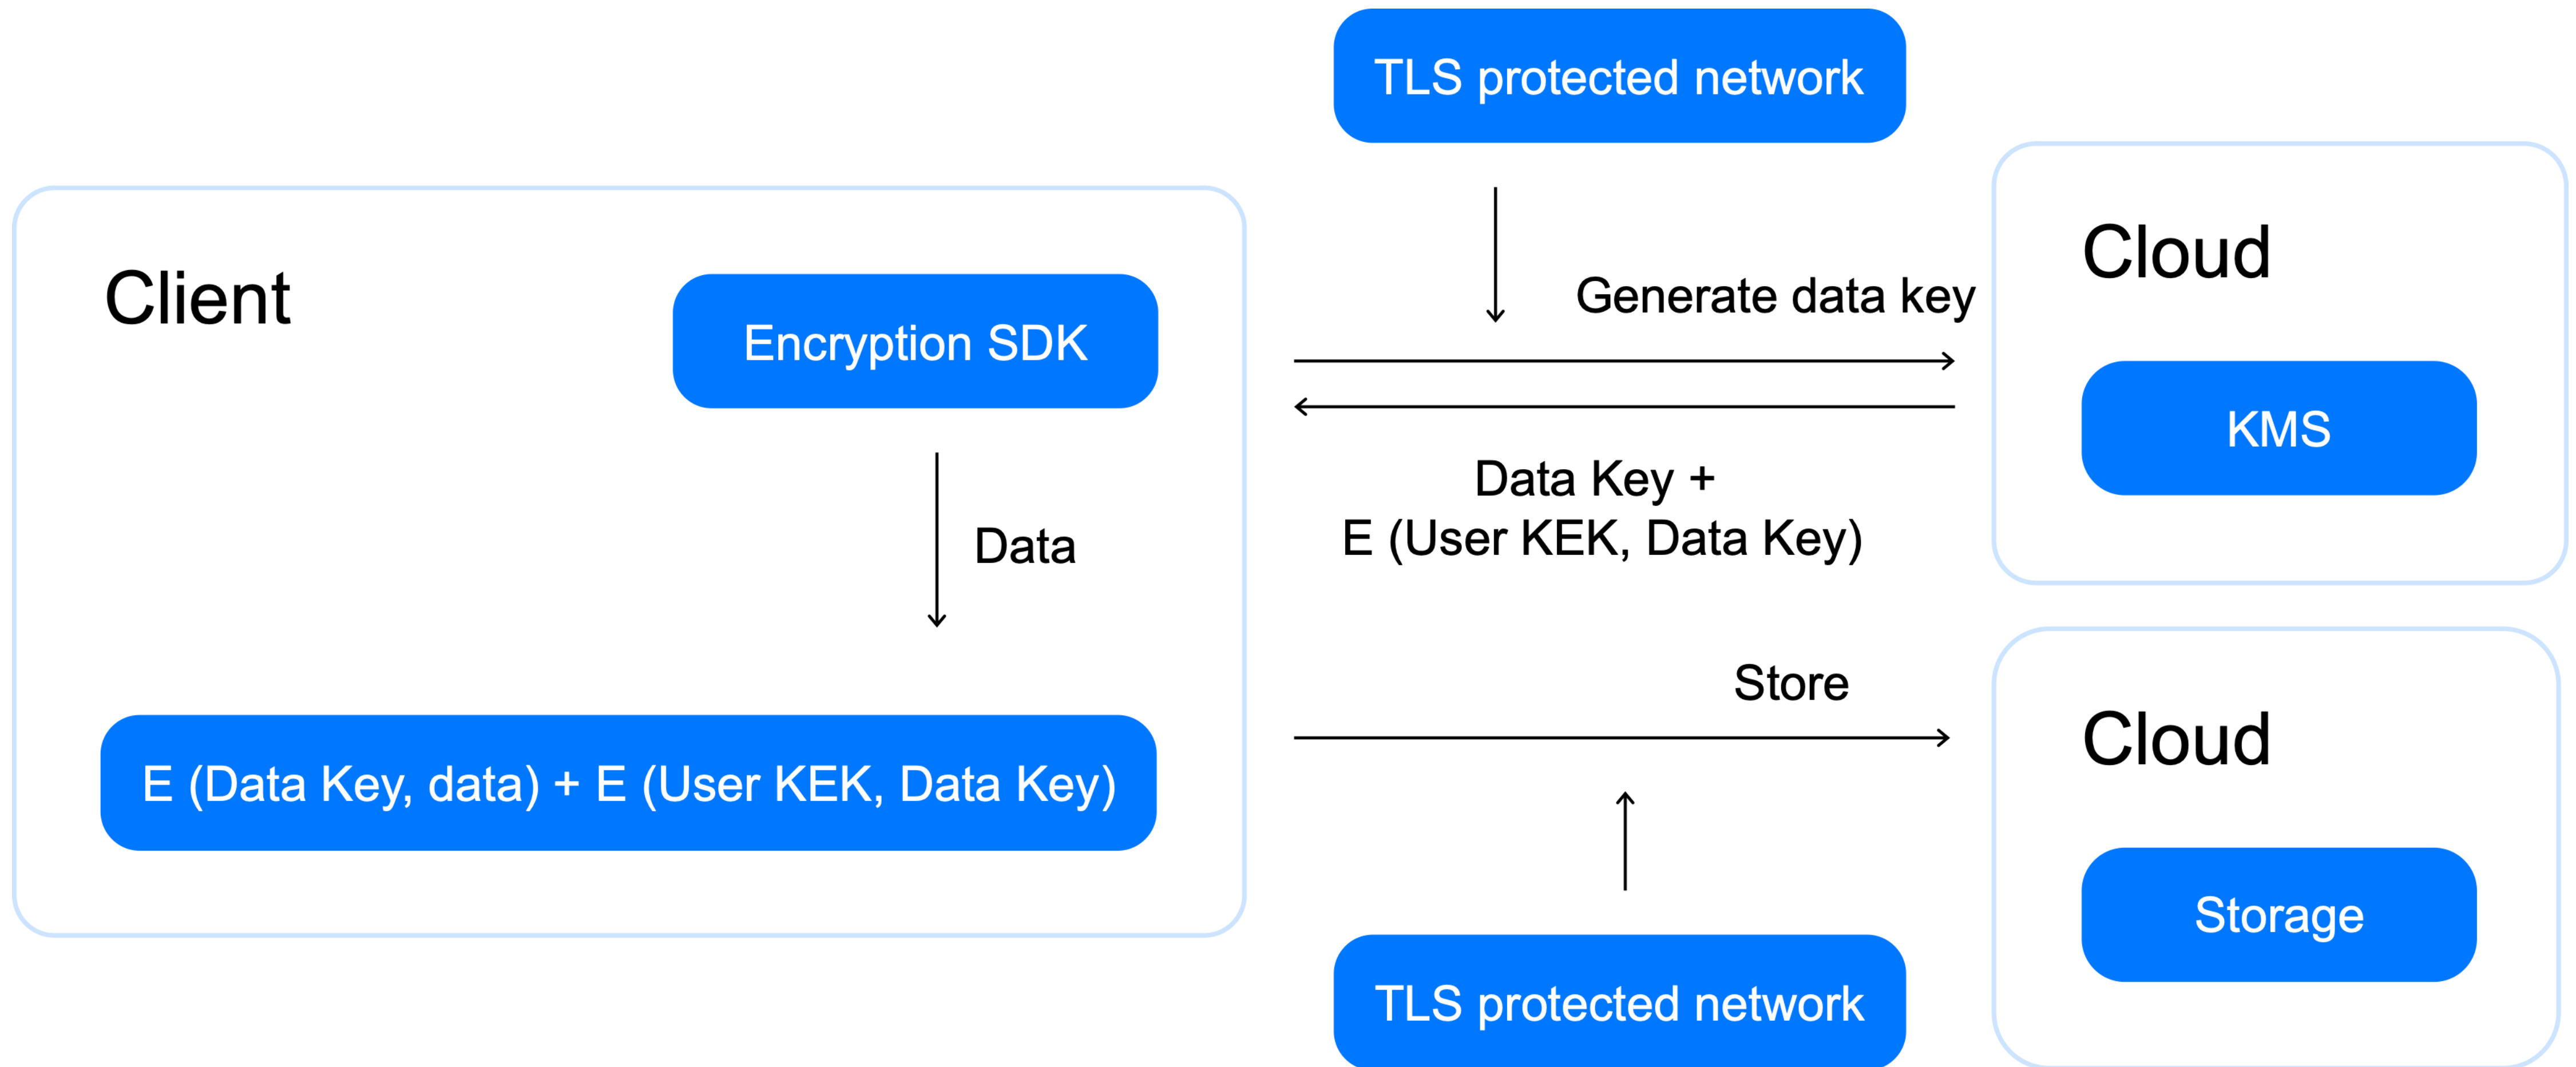 TLS protected network
Client
Encryption SDK
Data
E (Data Key, data) + E (User KEK, Data Key)
Generate data key
Data Key +
E (User KEK, Data Key)
Store
TLS protected network
Cloud
KMS
Cloud
Storage